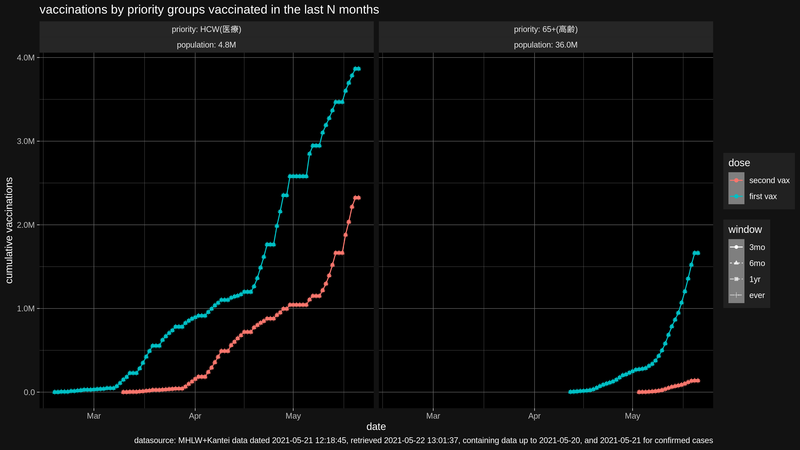 vaccinations by priority groups vaccinated in the last N months
priority: HCW(医療)
population: 4.8M
priority: 65+(高齢)
population: 36.0M
4.0M
3.0M
2.0M
1.0M
0.0
cumulative vaccinations
Mar
Apr
May
Mar
Apr
May
date
dose
second vax
first vax
window
3mo
6mo
1yr
ever
datasource: MHLW+Kantei data dated 2021-05-21 12:18:45, retrieved 2021-05-22 13:01:37, containing data up to 2021-05-20, and 2021-05-21 for confirmed cases